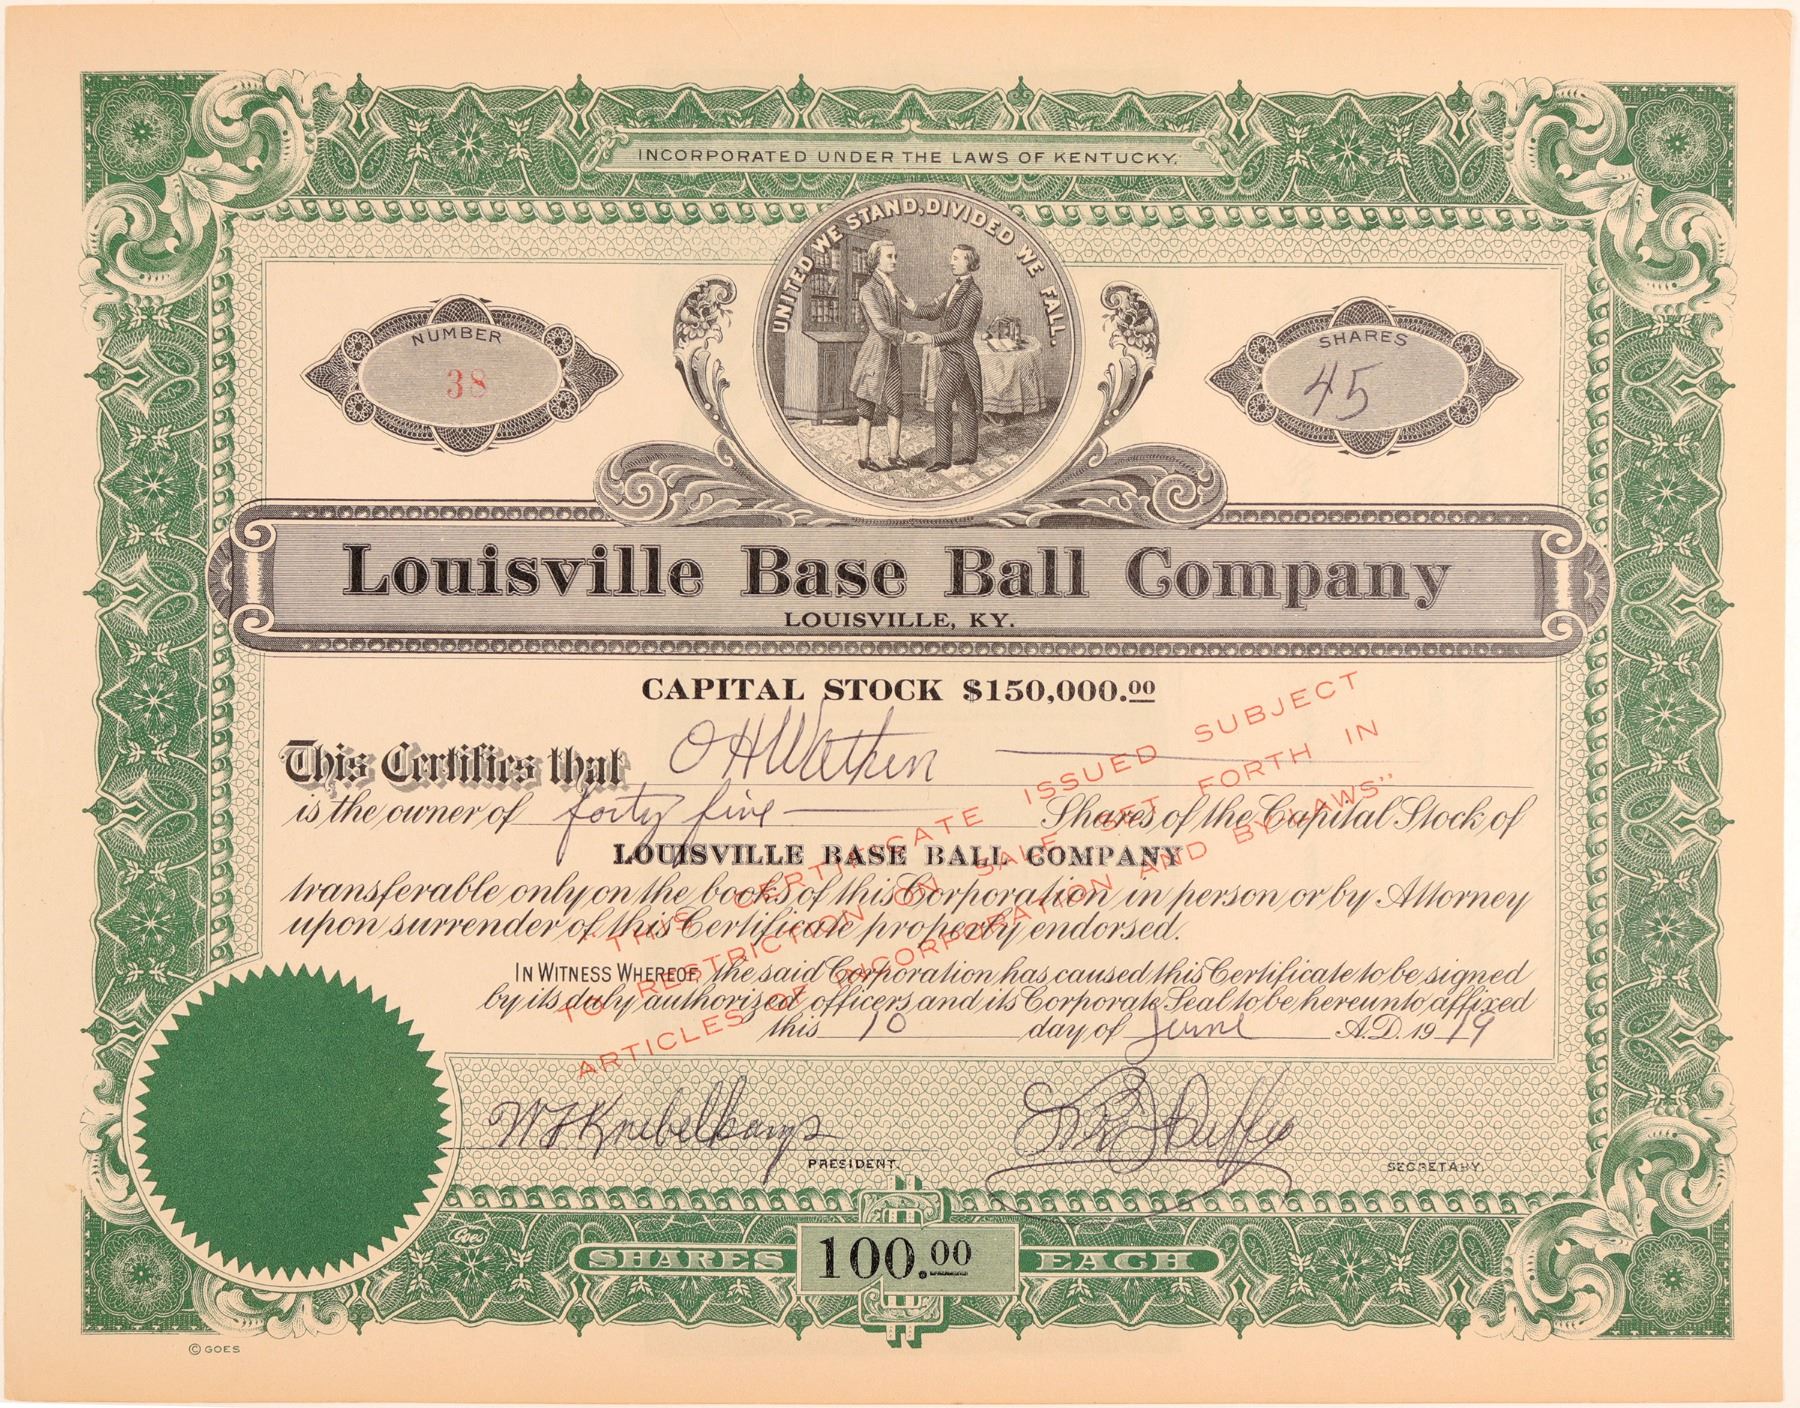 INCORPORATED UNDER THE LAWS OF KENTUCKY.
UNITED WE STAND, DIVIDED WE FALL.
NUMBER
38
SHARES
45
Louisville Base Ball Company
LOUISVILLE, KY.
CAPITAL STOCK $150,000.00
This Certifies that O H Wathen
is the owner of forty five Shares of the Capital Stock of
LOUISVILLE BASE BALL COMPANY
transferable only on the books of this Corporation in person or by Attorney
upon surrender of this Certificate properly endorsed.
"THIS CERTIFICATE ISSUED SUBJECT
TO RESTRICTION ON SALE SET FORTH IN
ARTICLES OF INCORPORATION AND BY-LAWS"
IN WITNESS WHEREOF the said Corporation has caused this Certificate to be signed
by its duly authorized officers and its Corporate Seal to be hereunto affixed
this 10 day of June A.D. 1919
W F Knebelkamp
PRESIDENT.
Duffy
SECRETARY.
Goes
SHARES 100.00 EACH
© GOES